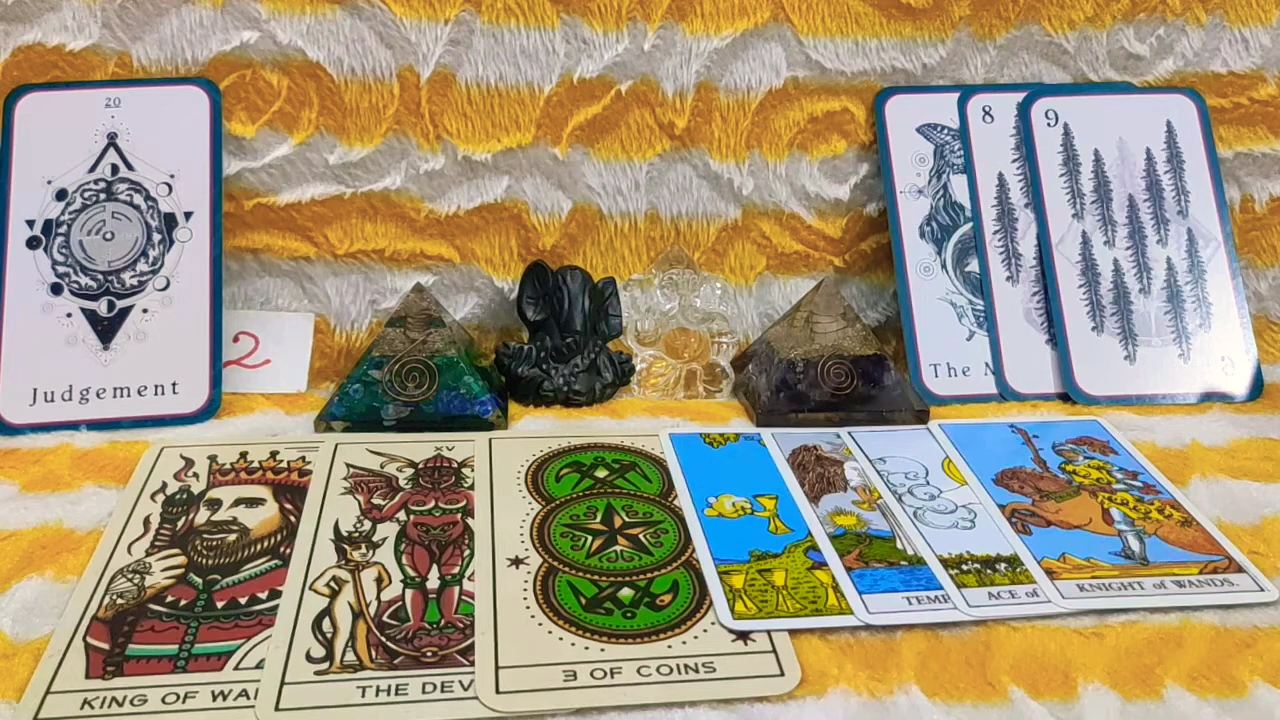 20
Judgement
2
The M
8
9
KING OF WA
XV
THE DEV
3 OF COINS
TEMP
ACE of
KNIGHT of WANDS.